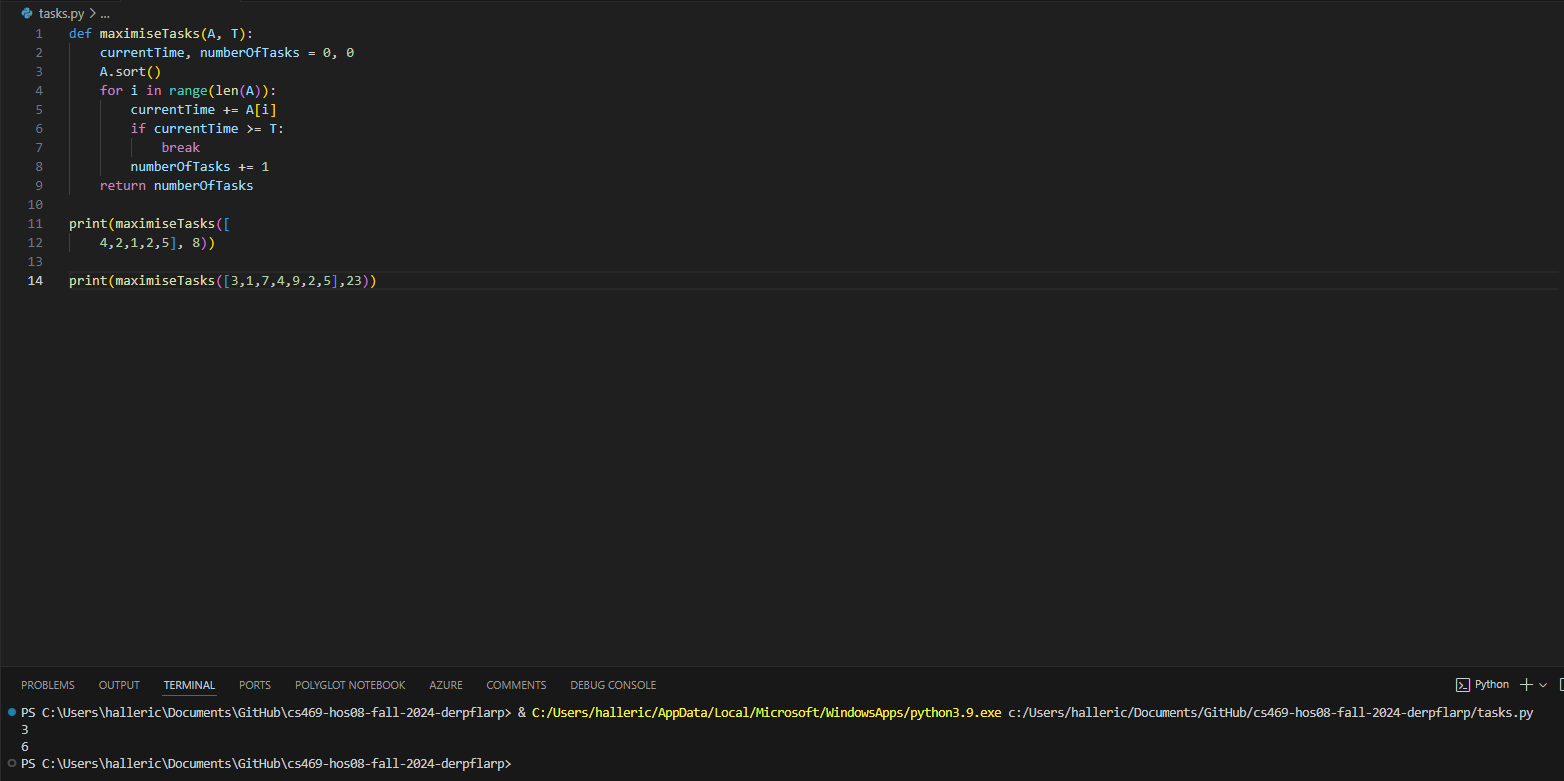 tasks.py > ...
1 def maximiseTasks(A, T):
2     currentTime, numberOfTasks = 0, 0
3     A.sort()
4     for i in range(len(A)):
5         currentTime += A[i]
6         if currentTime >= T:
7             break
8         numberOfTasks += 1
9     return numberOfTasks
10
11 print(maximiseTasks([
12     4,2,1,2,5], 8))
13
14 print(maximiseTasks([3,1,7,4,9,2,5],23))
PROBLEMS OUTPUT TERMINAL PORTS POLYGLOT NOTEBOOK AZURE COMMENTS DEBUG CONSOLE Python
PS C:\Users\halleric\Documents\GitHub\cs469-hos08-fall-2024-derpflarp> & C:/Users/halleric/AppData/Local/Microsoft/WindowsApps/python3.9.exe c:/Users/halleric/Documents/GitHub/cs469-hos08-fall-2024-derpflarp/tasks.py
3
6
PS C:\Users\halleric\Documents\GitHub\cs469-hos08-fall-2024-derpflarp>